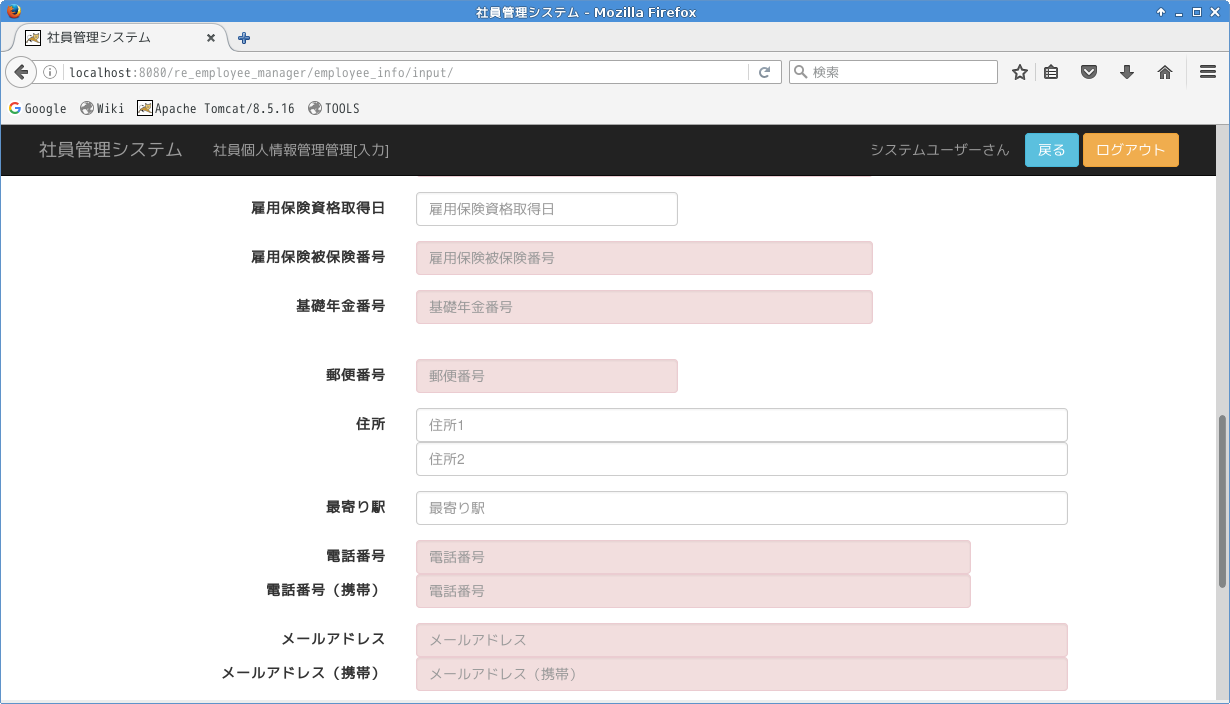 社員管理システム - Mozilla Firefox
社員管理システム
localhost:8080/re_employee_manager/employee_info/input/
検索
Google Wiki Apache Tomcat/8.5.16 TOOLS
社員管理システム 社員個人情報管理管理[入力] システムユーザーさん 戻る ログアウト
雇用保険資格取得日 雇用保険資格取得日
雇用保険被保険番号 雇用保険被保険番号
基礎年金番号 基礎年金番号
郵便番号 郵便番号
住所 住所1
住所2
最寄り駅 最寄り駅
電話番号 電話番号
電話番号（携帯） 電話番号
メールアドレス メールアドレス
メールアドレス（携帯） メールアドレス（携帯）